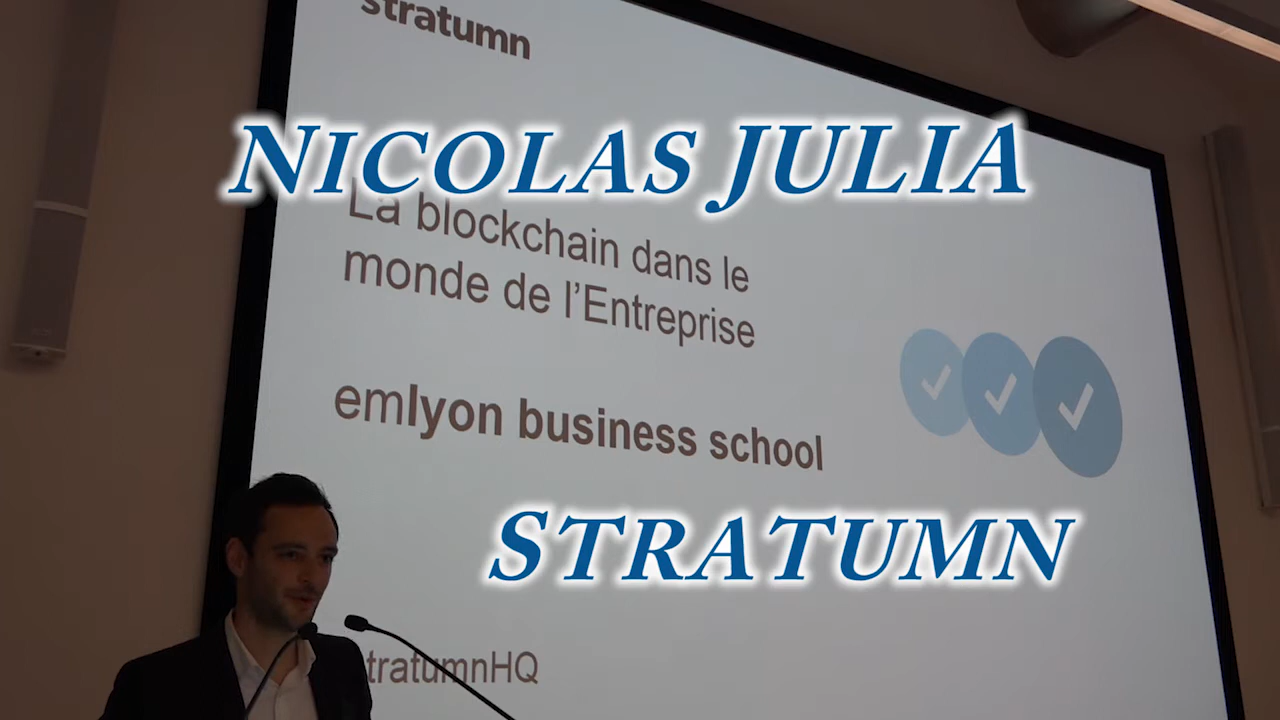 stratumn
NICOLAS JULIA
La blockchain dans le
monde de l'Entreprise
emlyon business school
STRATUMN
tratumnHQ